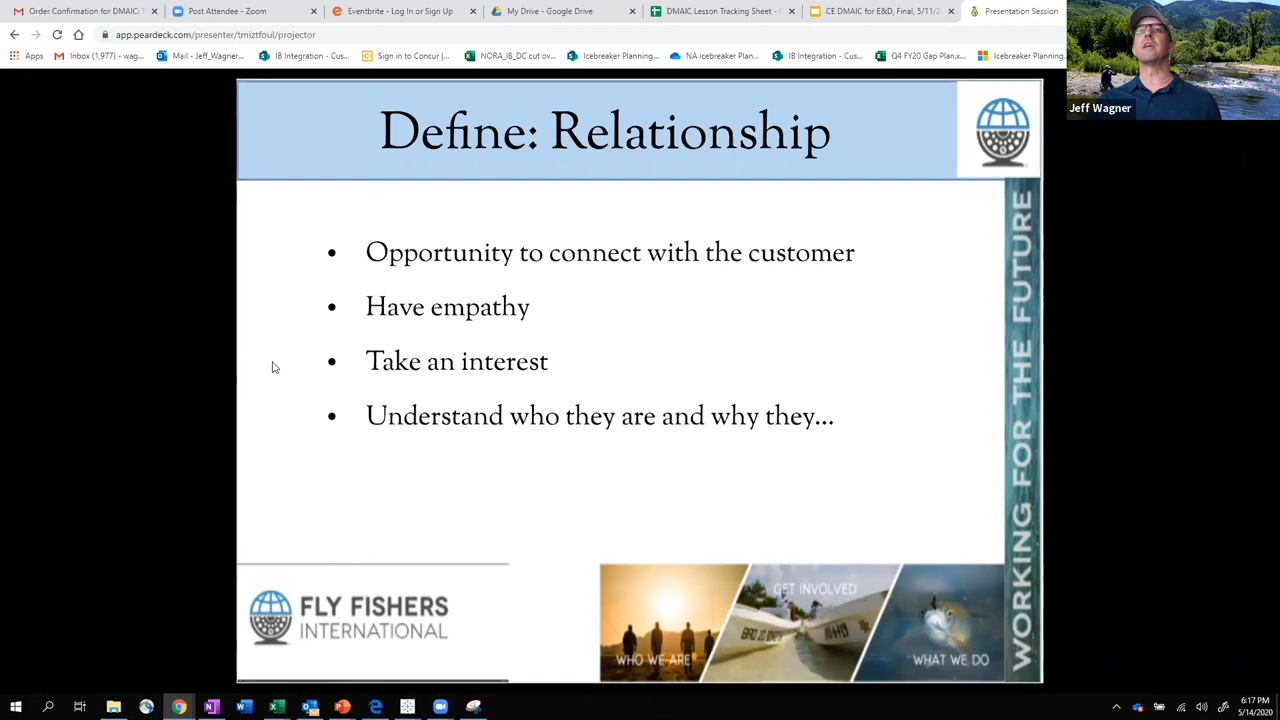 Order Confirmation for DMAIC: T
Post Attendee - Zoom
Eventbrite - Log In or Sign Up
My Drive - Google Drive
DMAIC Lesson Tracking Sheet -
CE DMAIC for E&D, Final, 5/11/2
Presentation Session
app.peardeck.com/presenter/tmiztfoul/projector
Apps
Inbox (1,977) - wag...
Mail - Jeff_Wagner...
IB Integration - Cus...
Sign in to Concur |...
NORA_IB_DC cut ov...
Icebreaker Planning...
NA icebreaker Plan...
IB Integration - Cus...
Q4 FY20 Gap Plan.x...
Icebreaker Planning
Jeff Wagner
Define: Relationship
• Opportunity to connect with the customer
• Have empathy
• Take an interest
• Understand who they are and why they...
WORKING FOR THE FUTURE
FLY FISHERS
INTERNATIONAL
WHO WE ARE
GET INVOLVED
WHAT WE DO
6:17 PM
5/14/2020